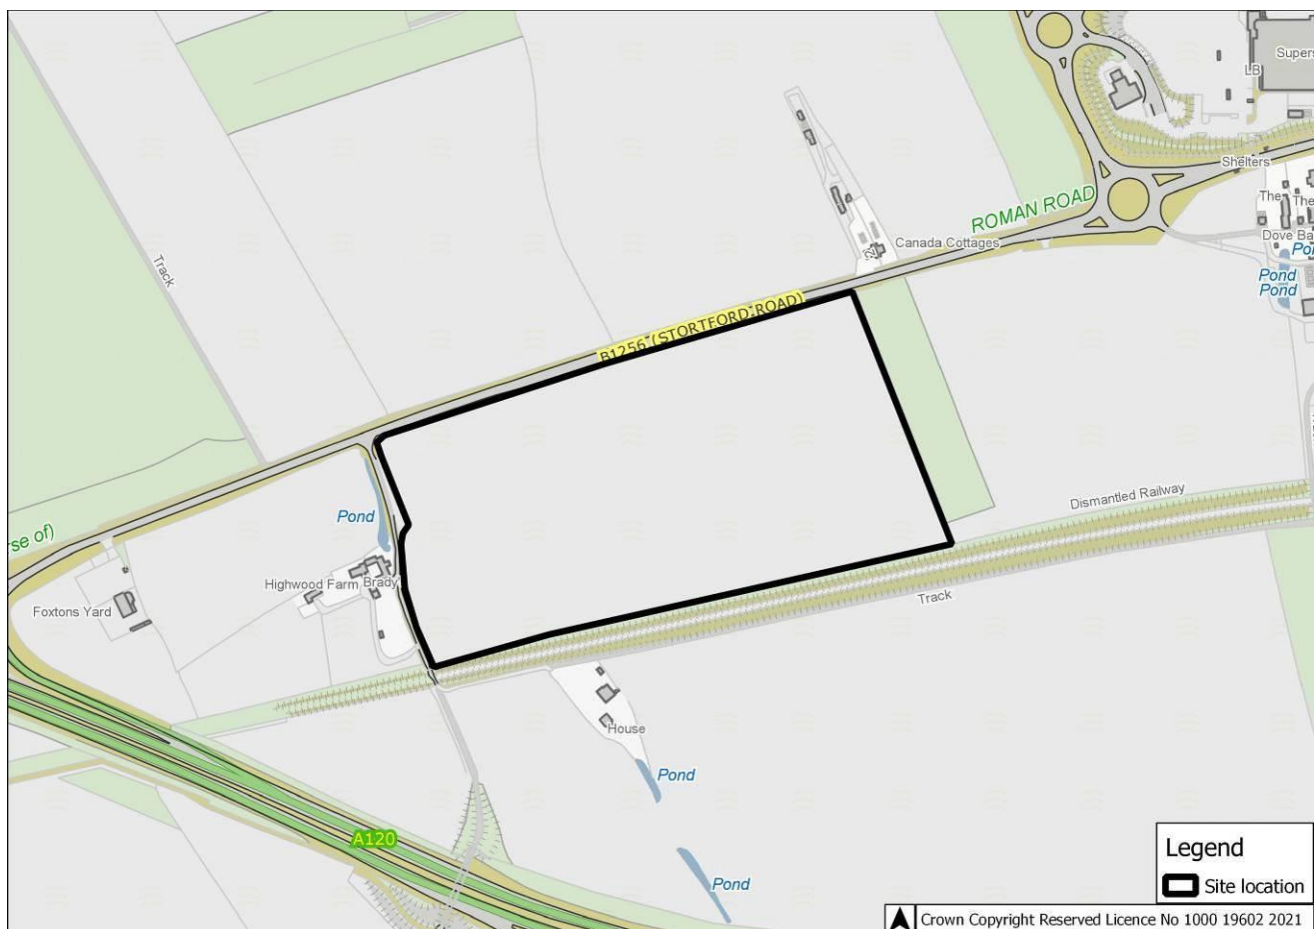 Supers
LB
Shelters
The
The
ROMAN ROAD
Canada Cottages
Dove Ba
Po
Pond
Pond
Track
B1256 (STORTFORD ROAD)
Dismantled Railway
Pond
rse of)
Highwood Farm
Brady
Foxtons Yard
Track
House
Pond
A120
Pond
Legend
Site location
Crown Copyright Reserved Licence No 1000 19602 2021